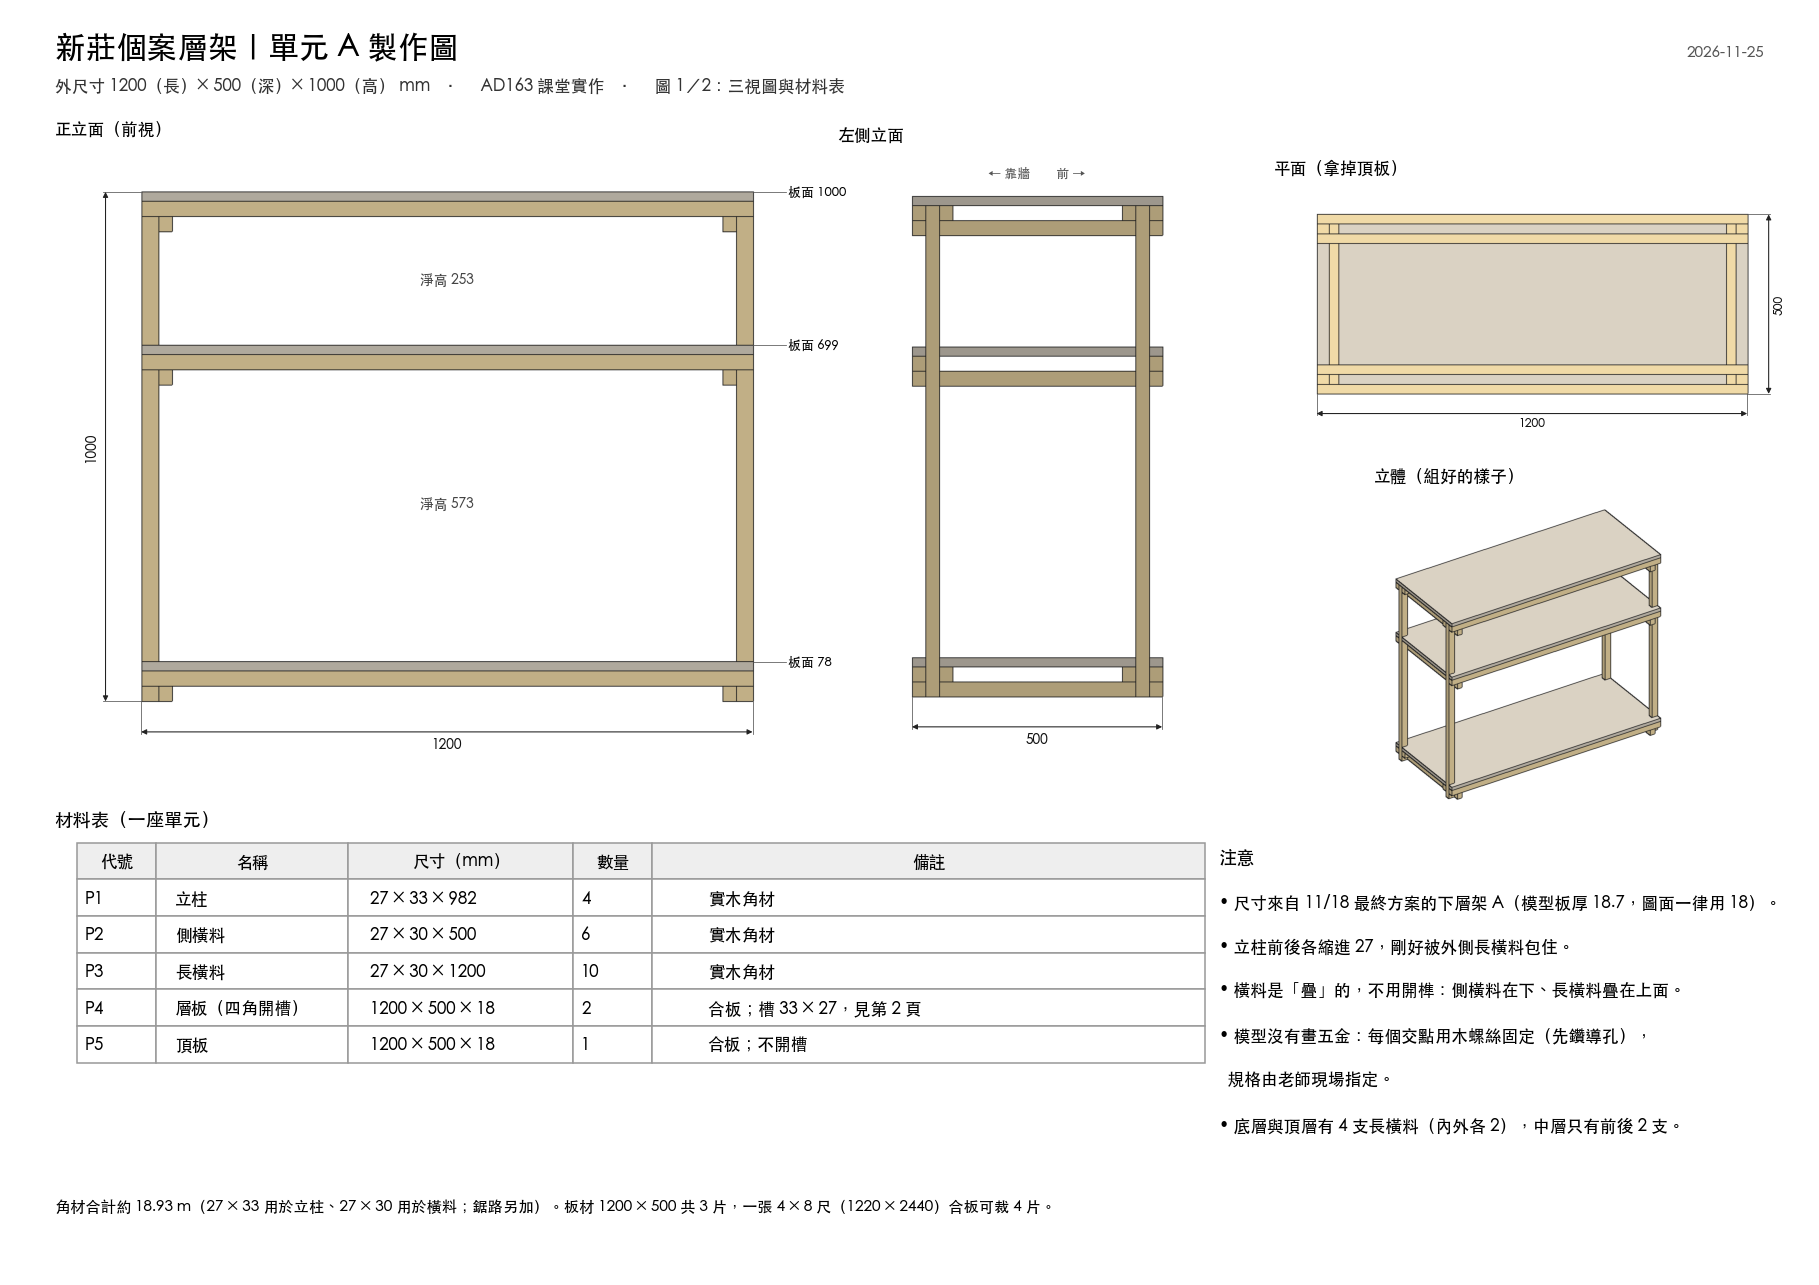 新莊個案層架｜單元 A 製作圖
2026-11-25
外尺寸 1200（長）× 500（深）× 1000（高） mm ・ AD163 課堂實作 ・ 圖 1／2：三視圖與材料表
正立面（前視）
板面 1000
淨高 253
板面 699
1000
淨高 573
板面 78
1200
左側立面
← 靠牆 前 →
500
平面（拿掉頂板）
500
1200
立體（組好的樣子）
材料表（一座單元）
代號 名稱 尺寸（mm） 數量 備註
P1 立柱 27 × 33 × 982 4 實木角材
P2 側橫料 27 × 30 × 500 6 實木角材
P3 長橫料 27 × 30 × 1200 10 實木角材
P4 層板（四角開槽） 1200 × 500 × 18 2 合板；槽 33 × 27，見第 2 頁
P5 頂板 1200 × 500 × 18 1 合板；不開槽
注意
• 尺寸來自 11/18 最終方案的下層架 A（模型板厚 18.7，圖面一律用 18）。
• 立柱前後各縮進 27，剛好被外側長橫料包住。
• 橫料是「疊」的，不用開榫：側橫料在下、長橫料疊在上面。
• 模型沒有畫五金：每個交點用木螺絲固定（先鑽導孔），
規格由老師現場指定。
• 底層與頂層有 4 支長橫料（內外各 2），中層只有前後 2 支。
角材合計約 18.93 m（27 × 33 用於立柱、27 × 30 用於橫料；鋸路另加）。板材 1200 × 500 共 3 片，一張 4 × 8 尺（1220 × 2440）合板可裁 4 片。